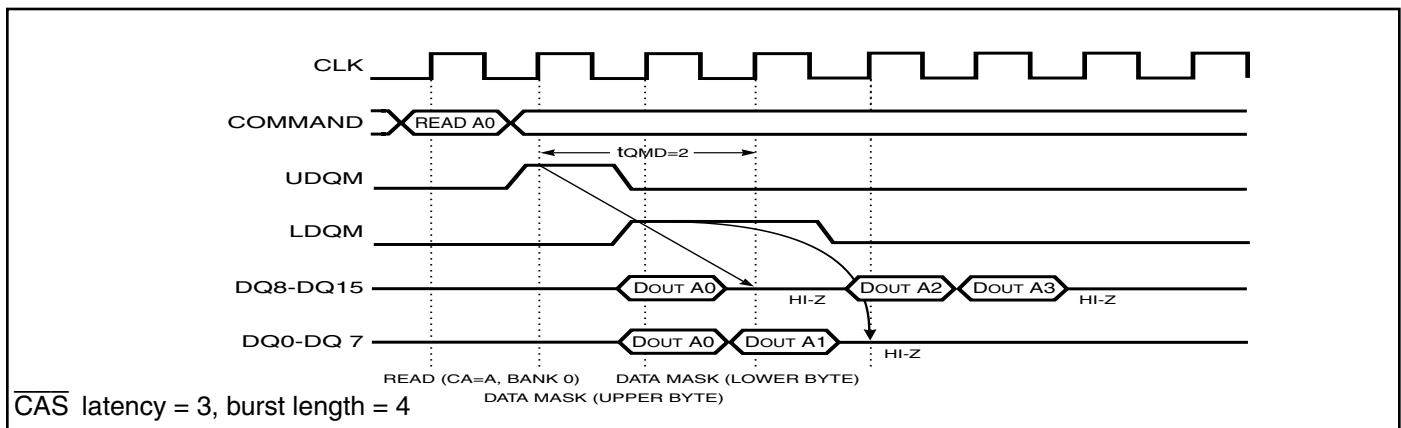 CLK
COMMAND READ A0
tQMD=2
UDQM
LDQM
DQ8-DQ15 DOUT A0 HI-Z DOUT A2 DOUT A3 HI-Z
DQ0-DQ 7 DOUT A0 DOUT A1 HI-Z
READ (CA=A, BANK 0) DATA MASK (LOWER BYTE)
DATA MASK (UPPER BYTE)
C̅A̅S̅ latency = 3, burst length = 4